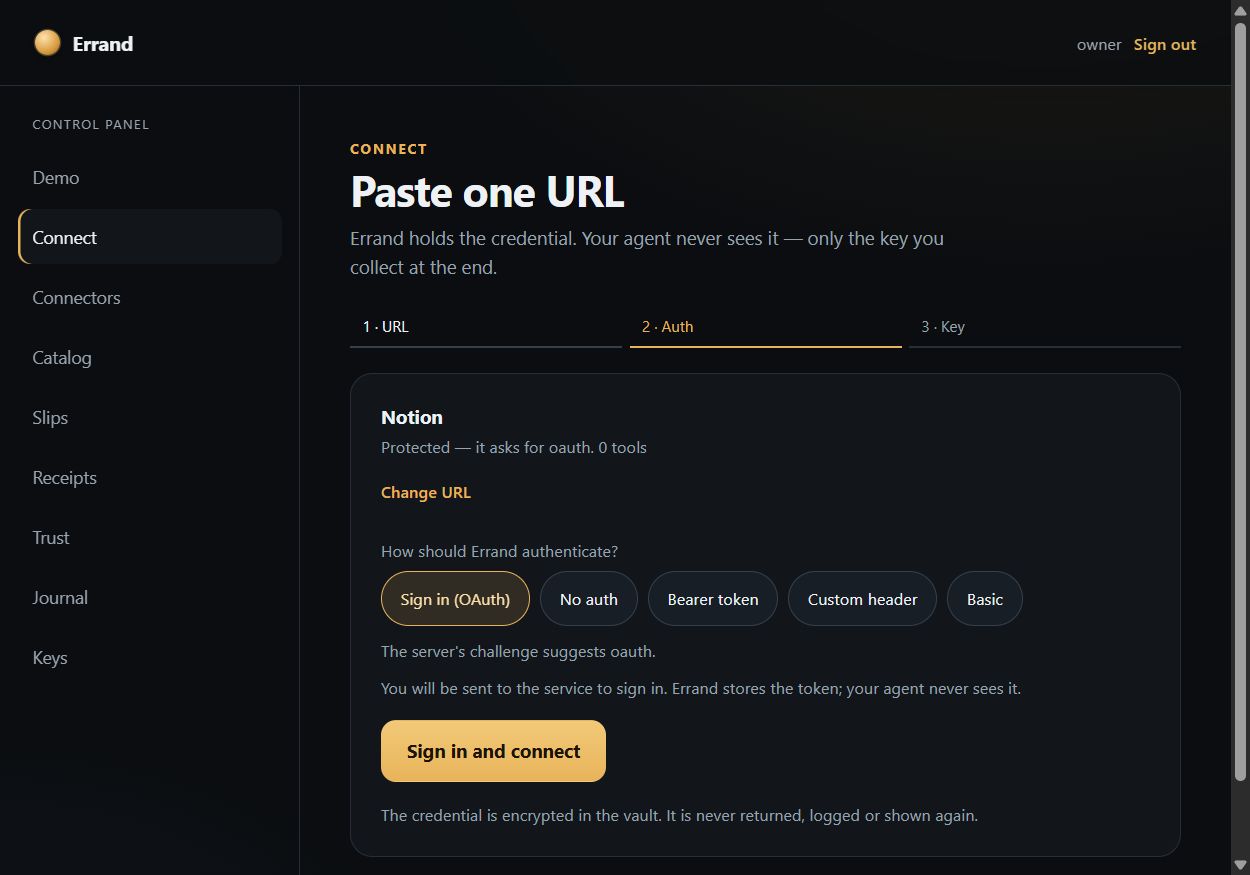 Errand
owner Sign out
CONTROL PANEL
Demo
Connect
Connectors
Catalog
Slips
Receipts
Trust
Journal
Keys
CONNECT
Paste one URL
Errand holds the credential. Your agent never sees it — only the key you
collect at the end.
1 · URL
2 · Auth
3 · Key
Notion
Protected — it asks for oauth. 0 tools
Change URL
How should Errand authenticate?
Sign in (OAuth)
No auth
Bearer token
Custom header
Basic
The server's challenge suggests oauth.
You will be sent to the service to sign in. Errand stores the token; your agent never sees it.
Sign in and connect
The credential is encrypted in the vault. It is never returned, logged or shown again.